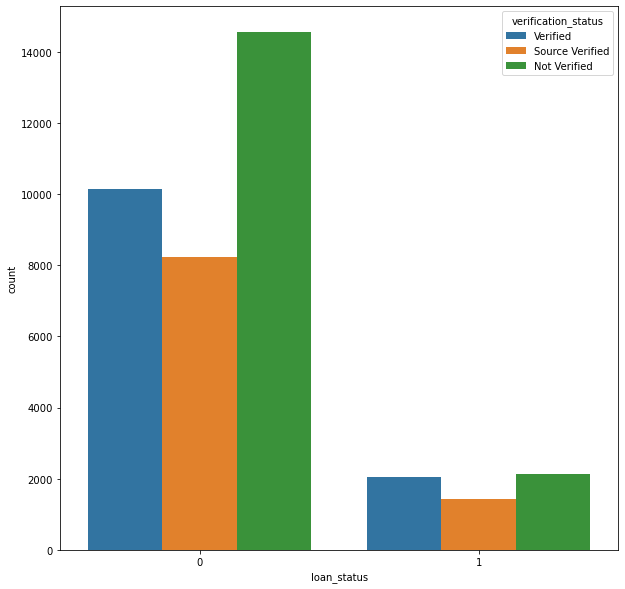 verification_status
Verified
Source Verified
Not Verified
14000
12000
10000
8000
6000
4000
2000
0
count
0 1
loan_status